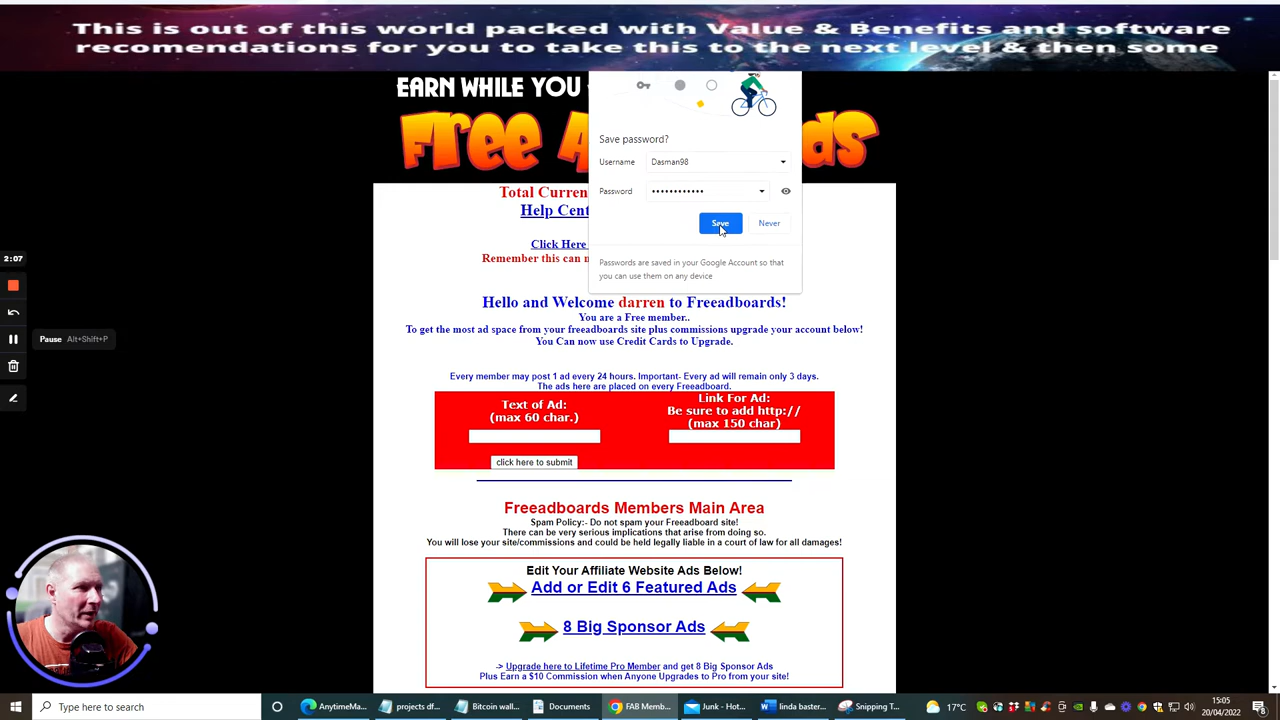 This is out of this world packed with Value & Benefits and software
recomendations for you to take this to the next level & then some
EARN WHILE YOU
Free A ds
Save password?
Username Dasman98
Password ••••••••••••
Save Never
Passwords are saved in your Google Account so that
you can use them on any device
Total Curren
Help Cent
Click Here
Remember this can n
2:07
Pause Alt+Shift+P
Hello and Welcome darren to Freeadboards!
You are a Free member..
To get the most ad space from your freeadboards site plus commissions upgrade your account below!
You Can now use Credit Cards to Upgrade.
Every member may post 1 ad every 24 hours. Important- Every ad will remain only 3 days.
The ads here are placed on every Freeadboard.
Text of Ad:
(max 60 char.)
Link For Ad:
Be sure to add http://
(max 150 char)
click here to submit
Freeadboards Members Main Area
Spam Policy:- Do not spam your Freeadboard site!
There can be very serious implications that arise from doing so.
You will lose your site/commissions and could be held legally liable in a court of law for all damages!
Edit Your Affiliate Website Ads Below!
Add or Edit 6 Featured Ads
8 Big Sponsor Ads
-> Upgrade here to Lifetime Pro Member and get 8 Big Sponsor Ads
Plus Earn a $10 Commission when Anyone Upgrades to Pro from your site!
Type here to search
AnytimeMa...
projects df...
Bitcoin wall...
Documents
FAB Memb...
Junk - Hot...
linda baster...
Snipping T...
17°C
15:05
20/04/2022